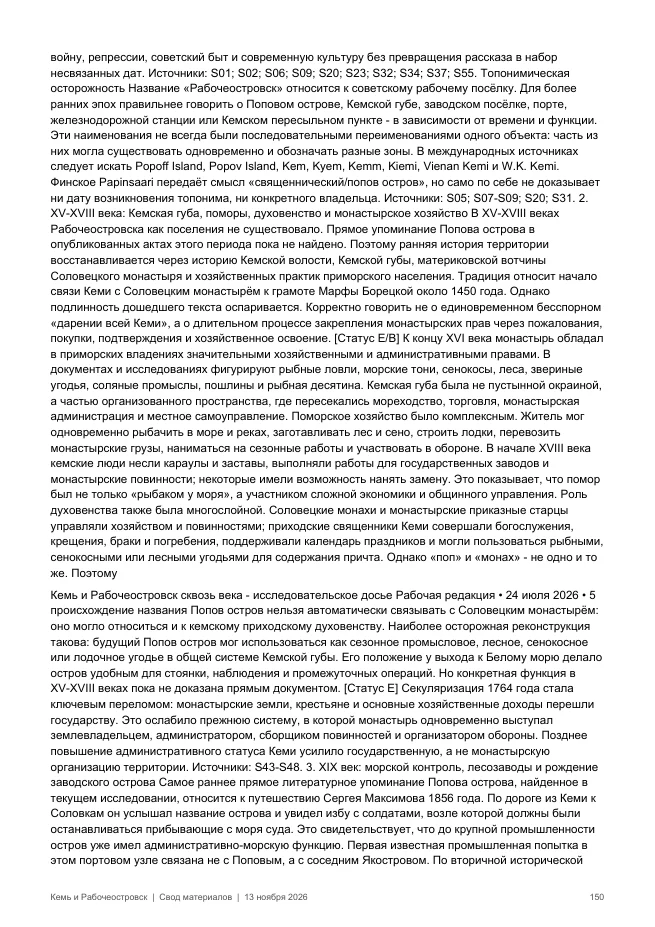 войну, репрессии, советский быт и современную культуру без превращения рассказа в набор
несвязанных дат. Источники: S01; S02; S06; S09; S20; S23; S32; S34; S37; S55. Топонимическая
осторожность Название «Рабочеостровск» относится к советскому рабочему посёлку. Для более
ранних эпох правильнее говорить о Поповом острове, Кемской губе, заводском посёлке, порте,
железнодорожной станции или Кемском пересыльном пункте - в зависимости от времени и функции.
Эти наименования не всегда были последовательными переименованиями одного объекта: часть из
них могла существовать одновременно и обозначать разные зоны. В международных источниках
следует искать Popoff Island, Popov Island, Kem, Kyem, Kemm, Kiemi, Vienan Kemi и W.K. Kemi.
Финское Papinsaari передаёт смысл «священнический/попов остров», но само по себе не доказывает
ни дату возникновения топонима, ни конкретного владельца. Источники: S05; S07-S09; S20; S31. 2.
XV-XVIII века: Кемская губа, поморы, духовенство и монастырское хозяйство В XV-XVIII веках
Рабочеостровска как поселения не существовало. Прямое упоминание Попова острова в
опубликованных актах этого периода пока не найдено. Поэтому ранняя история территории
восстанавливается через историю Кемской волости, Кемской губы, материковой вотчины
Соловецкого монастыря и хозяйственных практик приморского населения. Традиция относит начало
связи Кеми с Соловецким монастырём к грамоте Марфы Борецкой около 1450 года. Однако
подлинность дошедшего текста оспаривается. Корректно говорить не о единовременном бесспорном
«дарении всей Кеми», а о длительном процессе закрепления монастырских прав через пожалования,
покупки, подтверждения и хозяйственное освоение. [Статус E/B] К концу XVI века монастырь обладал
в приморских владениях значительными хозяйственными и административными правами. В
документах и исследованиях фигурируют рыбные ловли, морские тони, сенокосы, леса, звериные
угодья, соляные промыслы, пошлины и рыбная десятина. Кемская губа была не пустынной окраиной,
а частью организованного пространства, где пересекались мореходство, торговля, монастырская
администрация и местное самоуправление. Поморское хозяйство было комплексным. Житель мог
одновременно рыбачить в море и реках, заготавливать лес и сено, строить лодки, перевозить
монастырские грузы, наниматься на сезонные работы и участвовать в обороне. В начале XVIII века
кемские люди несли караулы и заставы, выполняли работы для государственных заводов и
монастырские повинности; некоторые имели возможность нанять замену. Это показывает, что помор
был не только «рыбаком у моря», а участником сложной экономики и общинного управления. Роль
духовенства также была многослойной. Соловецкие монахи и монастырские приказные старцы
управляли хозяйством и повинностями; приходские священники Кеми совершали богослужения,
крещения, браки и погребения, поддерживали календарь праздников и могли пользоваться рыбными,
сенокосными или лесными угодьями для содержания причта. Однако «поп» и «монах» - не одно и то
же. Поэтому
Кемь и Рабочеостровск сквозь века - исследовательское досье Рабочая редакция • 24 июля 2026 • 5
происхождение названия Попов остров нельзя автоматически связывать с Соловецким монастырём:
оно могло относиться и к кемскому приходскому духовенству. Наиболее осторожная реконструкция
такова: будущий Попов остров мог использоваться как сезонное промысловое, лесное, сенокосное
или лодочное угодье в общей системе Кемской губы. Его положение у выхода к Белому морю делало
остров удобным для стоянки, наблюдения и промежуточных операций. Но конкретная функция в
XV-XVIII веках пока не доказана прямым документом. [Статус E] Секуляризация 1764 года стала
ключевым переломом: монастырские земли, крестьяне и основные хозяйственные доходы перешли
государству. Это ослабило прежнюю систему, в которой монастырь одновременно выступал
землевладельцем, администратором, сборщиком повинностей и организатором обороны. Позднее
повышение административного статуса Кеми усилило государственную, а не монастырскую
организацию территории. Источники: S43-S48. 3. XIX век: морской контроль, лесозаводы и рождение
заводского острова Самое раннее прямое литературное упоминание Попова острова, найденное в
текущем исследовании, относится к путешествию Сергея Максимова 1856 года. По дороге из Кеми к
Соловкам он услышал название острова и увидел избу с солдатами, возле которой должны были
останавливаться прибывающие с моря суда. Это свидетельствует, что до крупной промышленности
остров уже имел административно-морскую функцию. Первая известная промышленная попытка в
этом портовом узле связана не с Поповым, а с соседним Якостровом. По вторичной исторической
Кемь и Рабочеостровск | Свод материалов | 13 ноября 2026
150